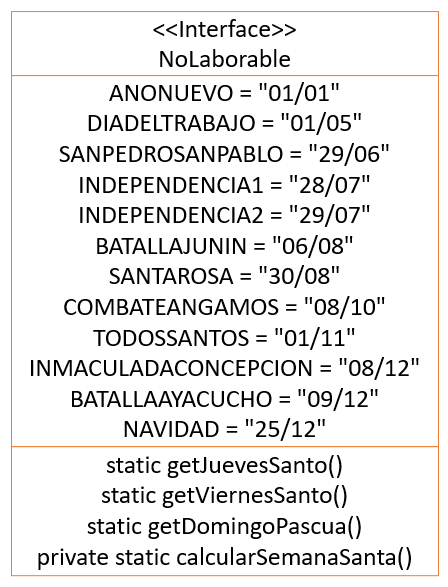 <<Interface>>
NoLaborable
ANONUEVO = "01/01"
DIADELTRABAJO = "01/05"
SANPEDROSANPABLO = "29/06"
INDEPENDENCIA1 = "28/07"
INDEPENDENCIA2 = "29/07"
BATALLAJUNIN = "06/08"
SANTAROSA = "30/08"
COMBATEANGAMOS = "08/10"
TODOSSANTOS = "01/11"
INMACULADACONCEPCION = "08/12"
BATALLAAYACUCHO = "09/12"
NAVIDAD = "25/12"
static getJuevesSanto()
static getViernesSanto()
static getDomingoPascua()
private static calcularSemanaSanta()